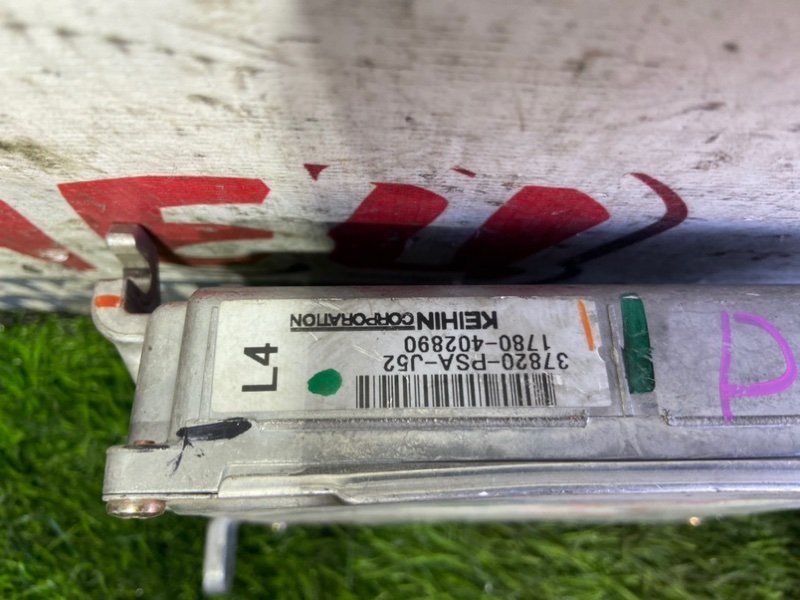 37820-PSA-J52
1780-402890
KEIHIN CORPORATION
L4
P